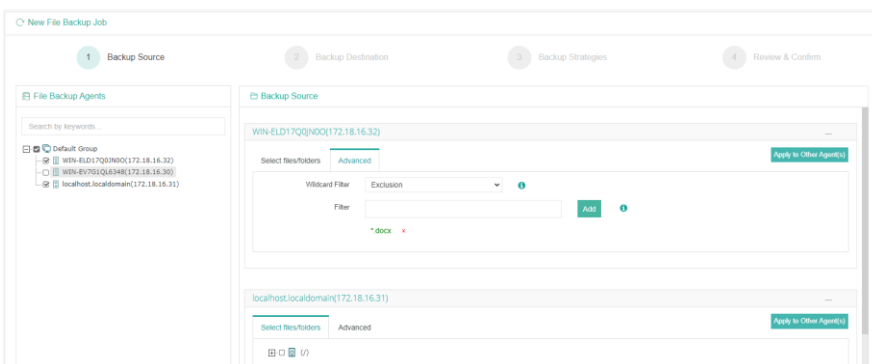 New File Backup Job
1 Backup Source
2 Backup Destination
3 Backup Strategies
4 Review & Confirm
File Backup Agents
Search by keywords...
Default Group
WIN-ELD17Q0JN0O(172.18.16.32)
WIN-EV7G1QL6348(172.18.16.30)
localhost.localdomain(172.18.16.31)
Backup Source
WIN-ELD17Q0JN0O(172.18.16.32)
...
Select files/folders Advanced
Apply to Other Agent(s)
Wildcard Filter Exclusion
Filter Add
*.docx x
localhost.localdomain(172.18.16.31)
...
Select files/folders Advanced
Apply to Other Agent(s)
(/)